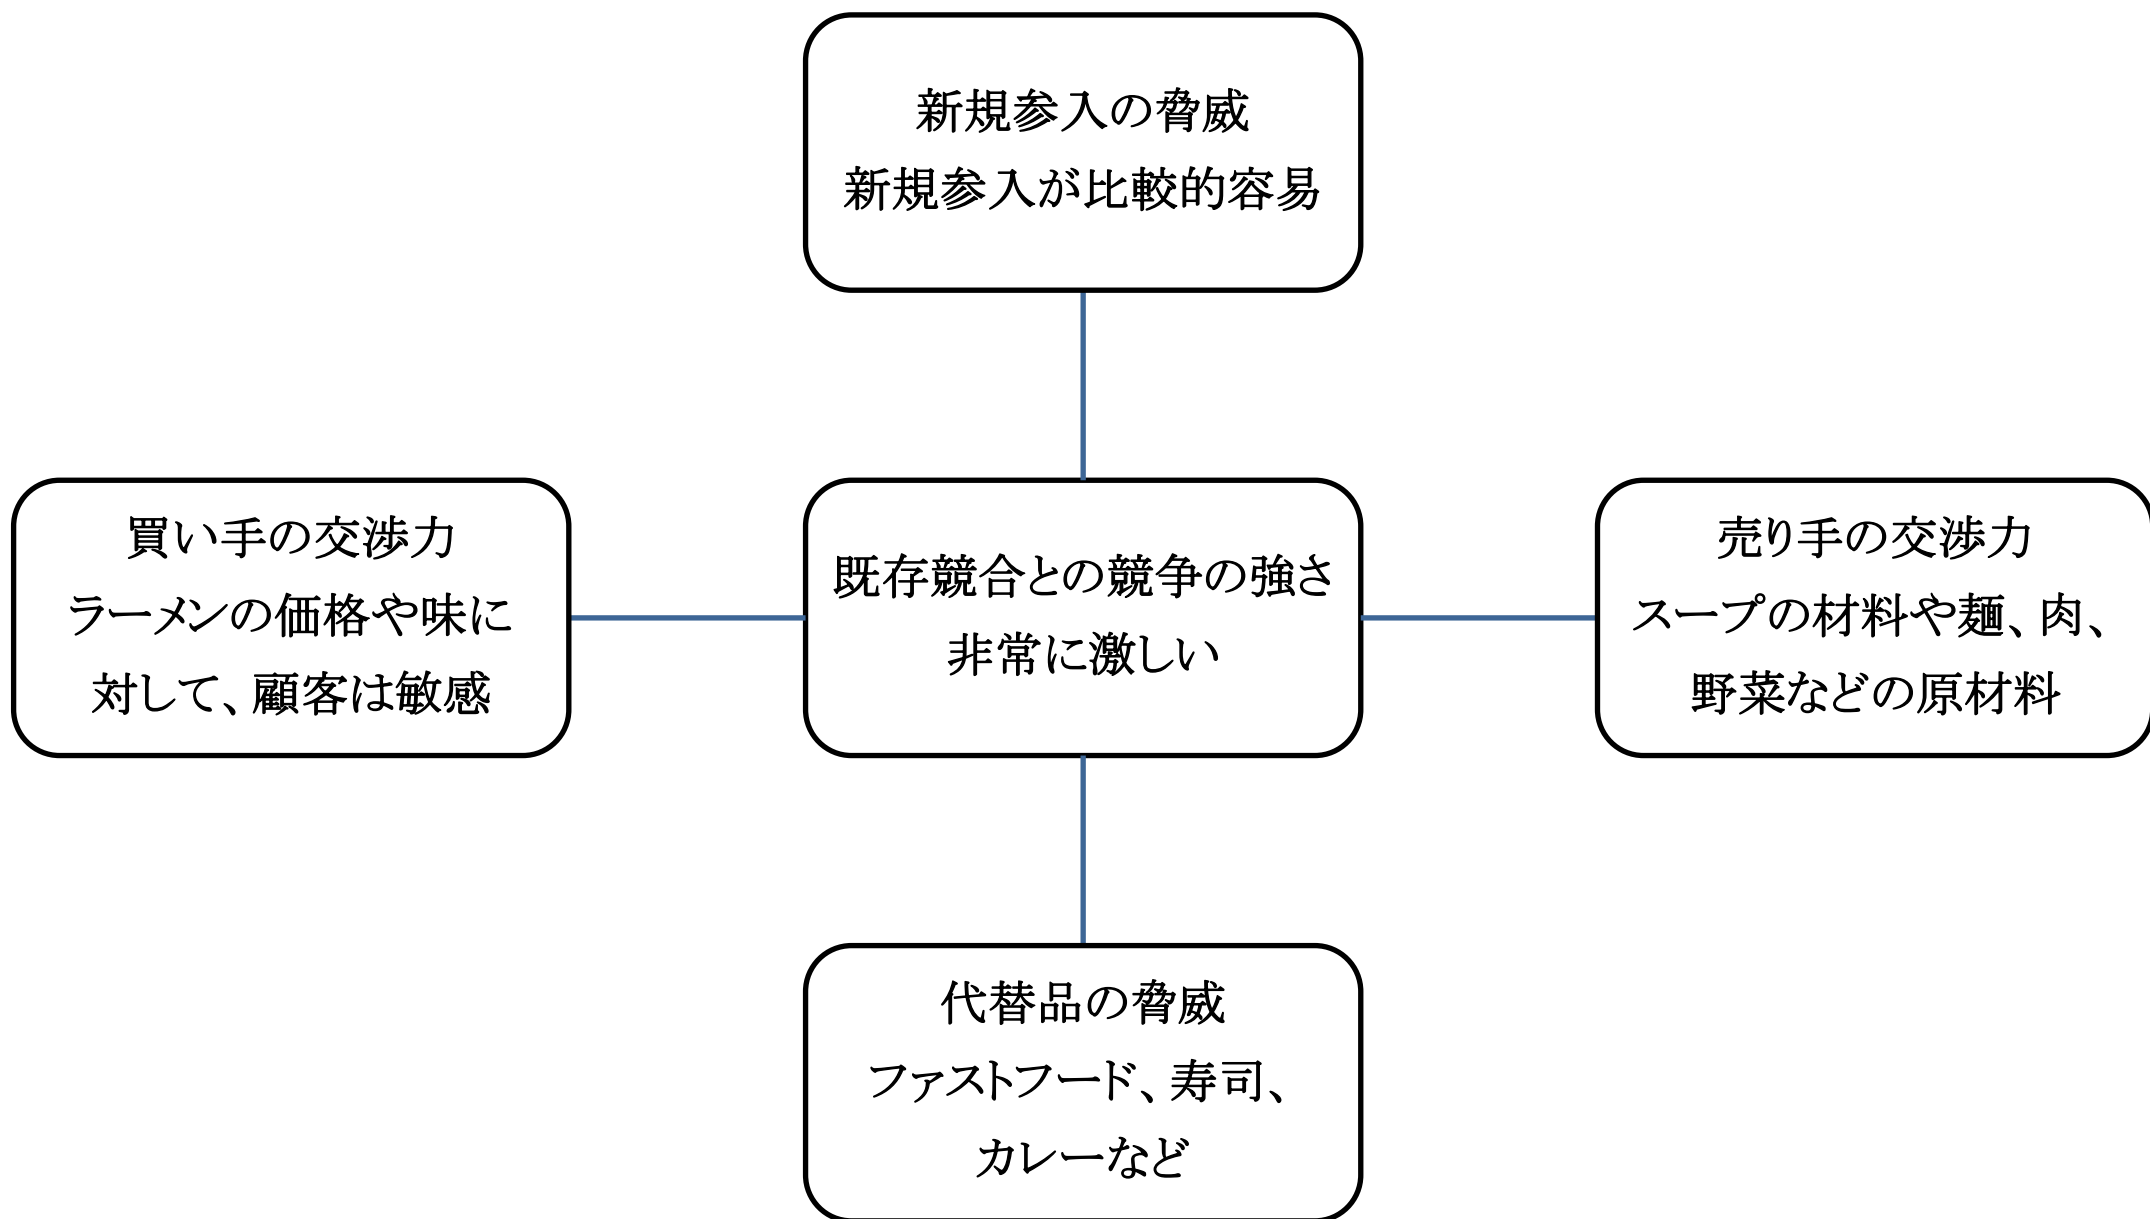 新規参入の脅威
新規参入が比較的容易
買い手の交渉力
ラーメンの価格や味に
対して、顧客は敏感
既存競合との競争の強さ
非常に激しい
売り手の交渉力
スープの材料や麺、肉、
野菜などの原材料
代替品の脅威
ファストフード、寿司、
カレーなど